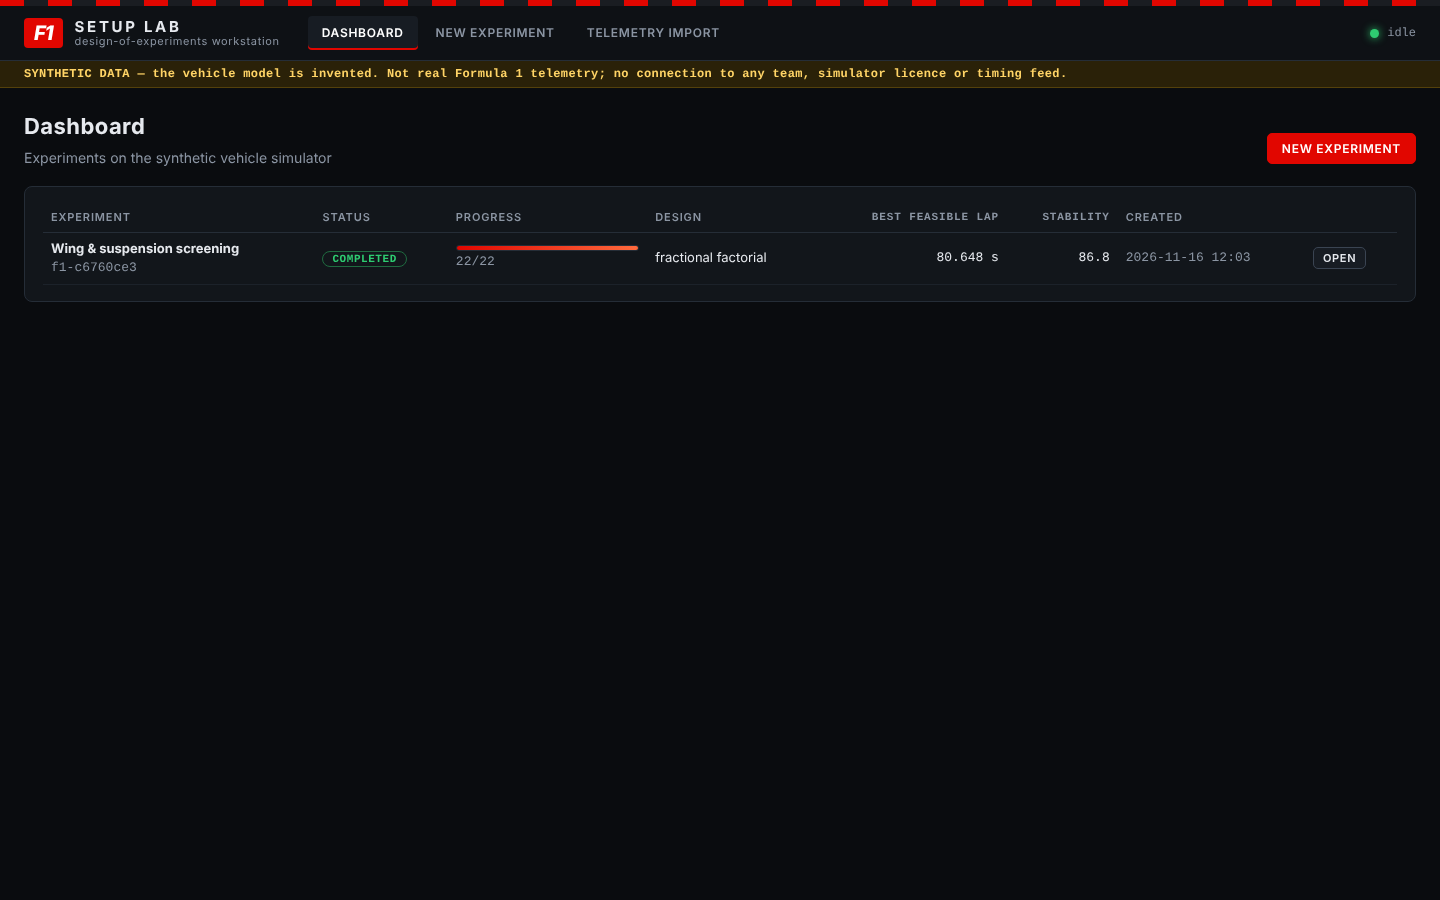 F1
SETUP LAB
design-of-experiments workstation
DASHBOARD
NEW EXPERIMENT
TELEMETRY IMPORT
idle
SYNTHETIC DATA — the vehicle model is invented. Not real Formula 1 telemetry; no connection to any team, simulator licence or timing feed.
Dashboard
Experiments on the synthetic vehicle simulator
NEW EXPERIMENT
EXPERIMENT STATUS PROGRESS DESIGN BEST FEASIBLE LAP STABILITY CREATED
Wing & suspension screening
f1-c6760ce3
COMPLETED
22/22
fractional factorial
80.648 s
86.8
2026-11-16 12:03
OPEN